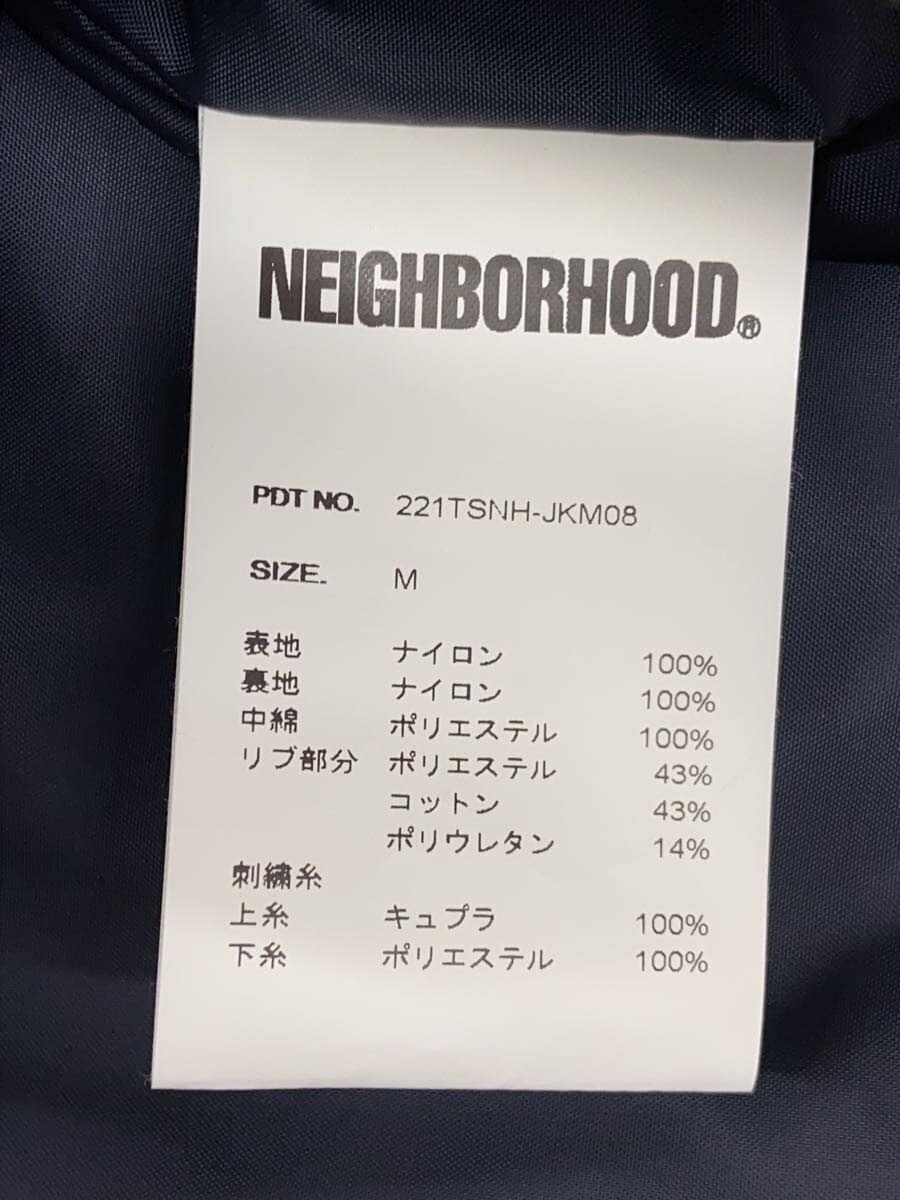 NEIGHBORHOOD®
PDT NO. 221TSNH-JKM08
SIZE. M
表地 ナイロン 100%
裏地 ナイロン 100%
中綿 ポリエステル 100%
リブ部分 ポリエステル 43%
コットン 43%
ポリウレタン 14%
刺繍糸
上糸 キュプラ 100%
下糸 ポリエステル 100%